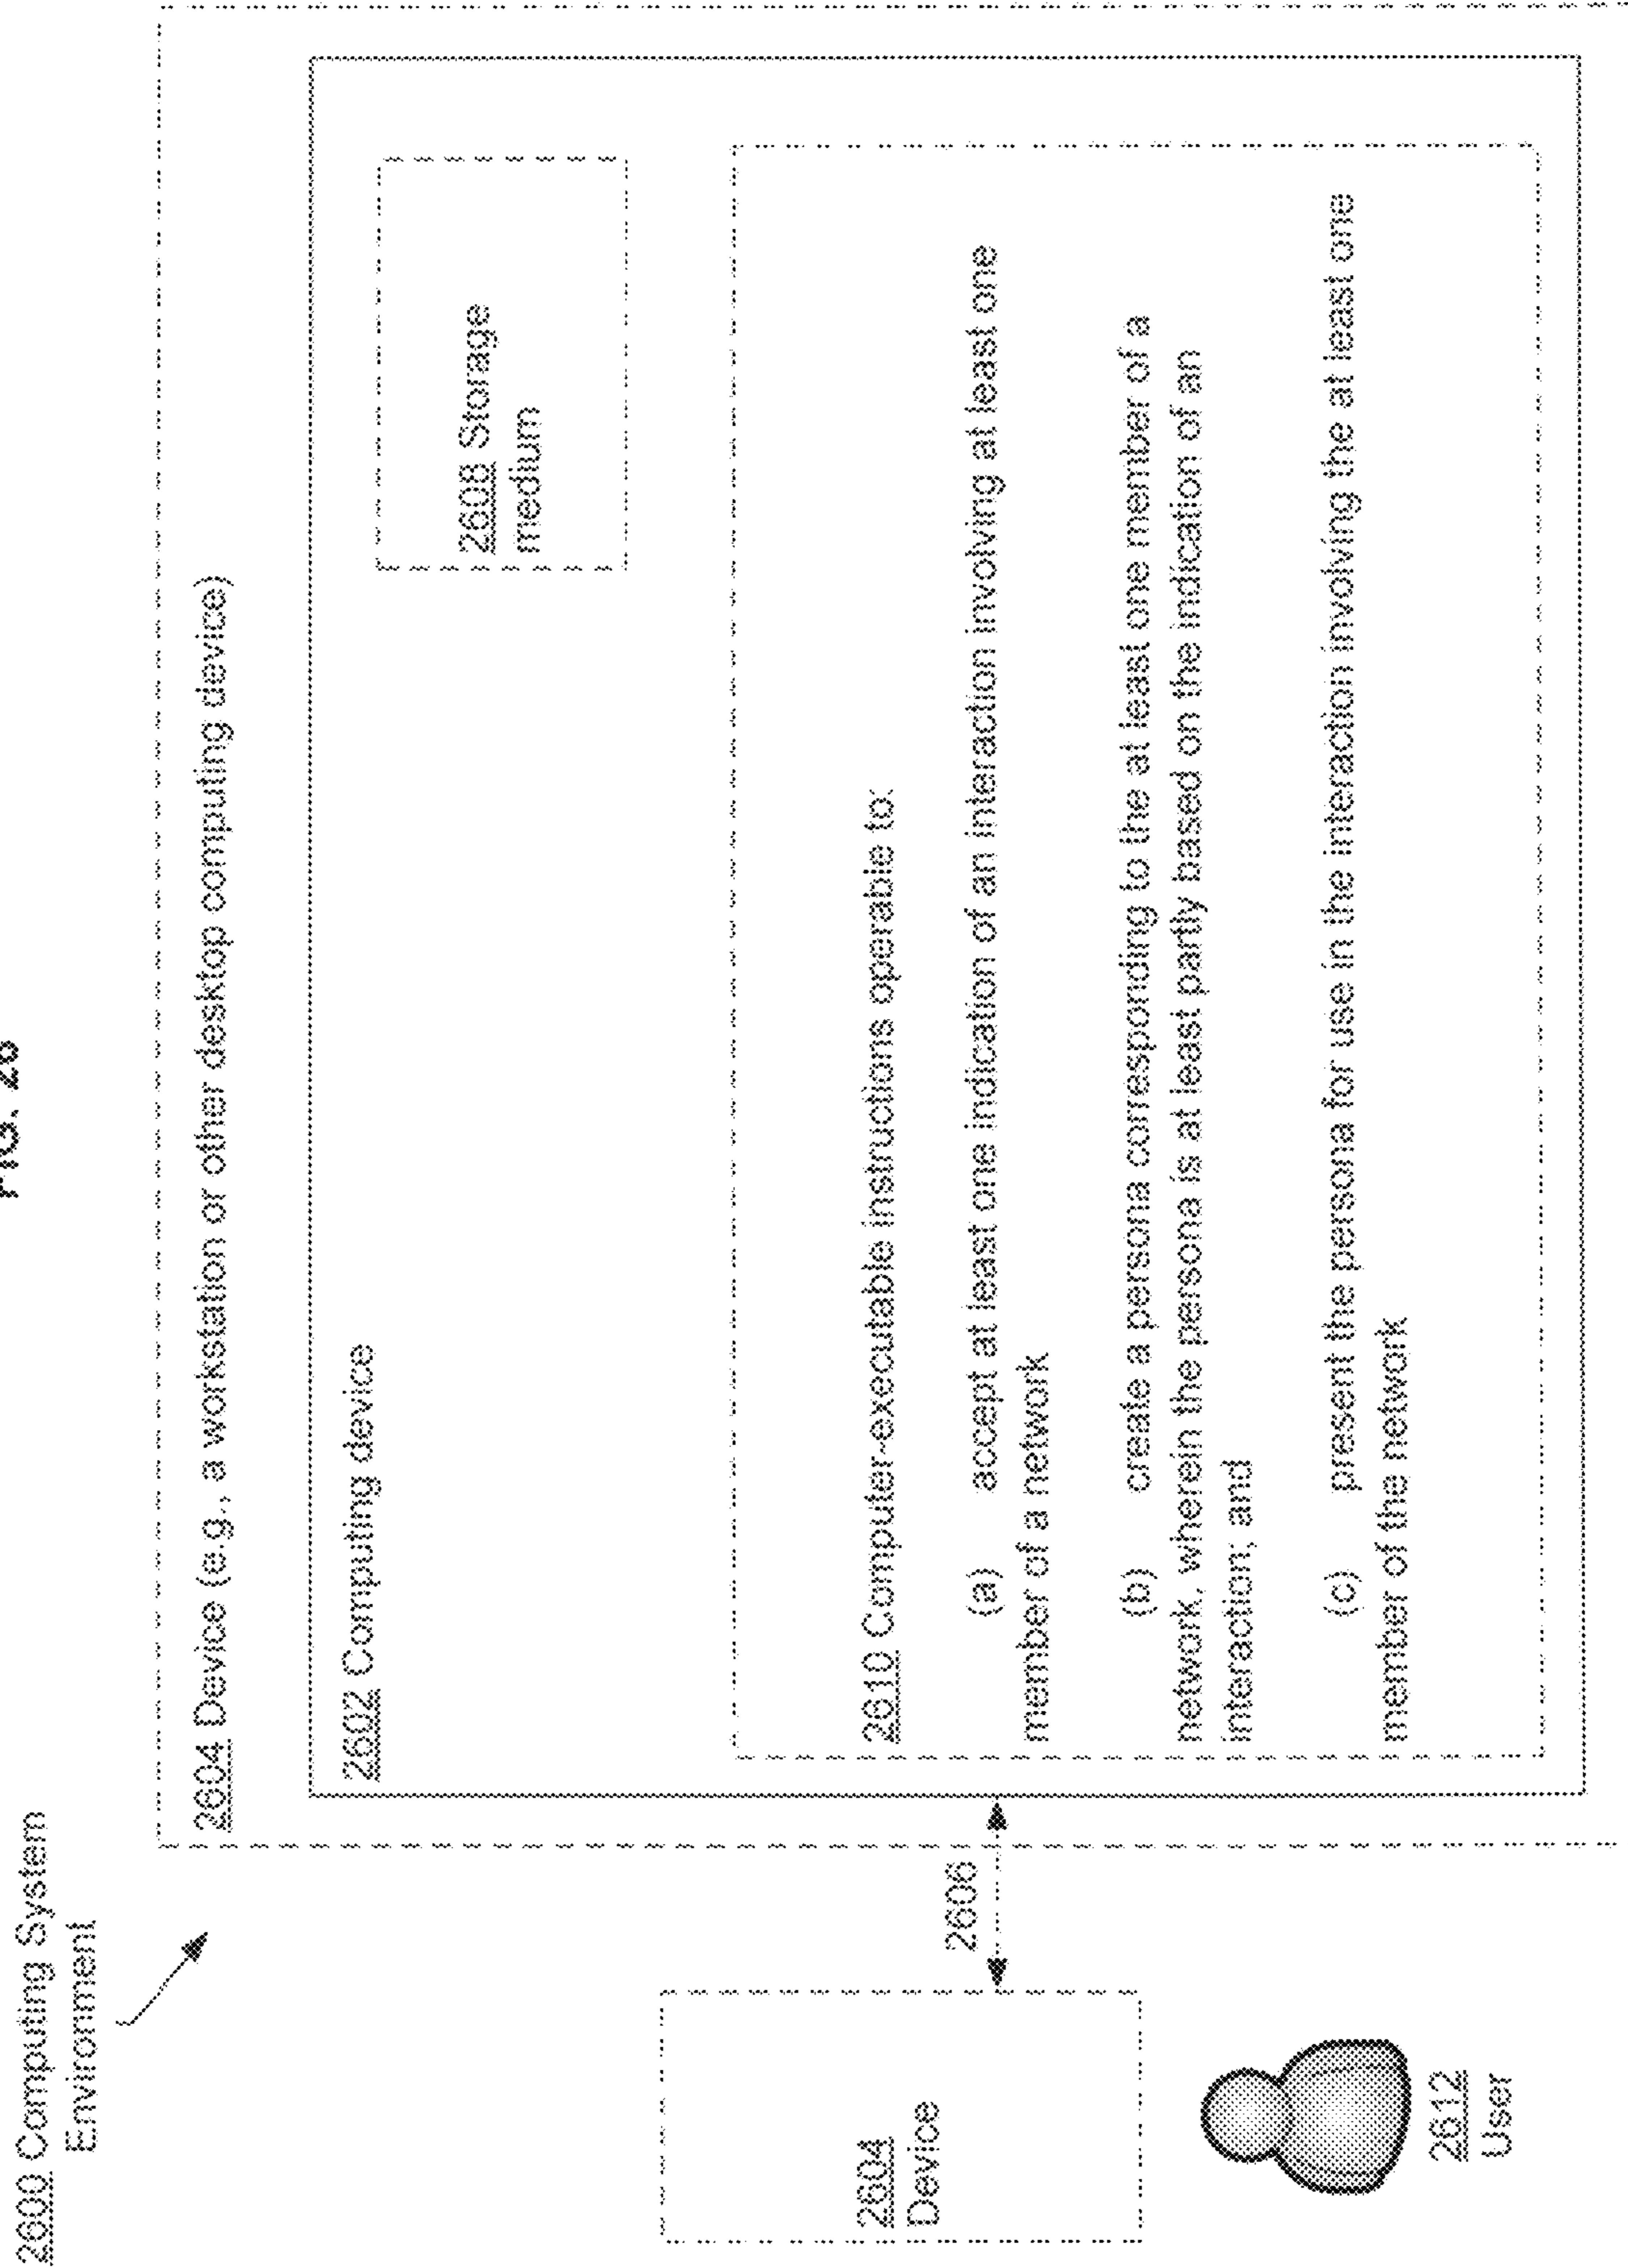 FIG. 26
2600 Computing System
Environment
2604 Device (e.g., a workstation or other desktop computing device)
2602 Computing device
2608 Storage
medium
2610 Computer-executable instructions operable to:
(a) accept at least one indication of an interaction involving at least one
member of a network
(b) create a persona corresponding to the at least one member of a
network, wherein the persona is at least partly based on the indication of an
interaction; and
(c) present the persona for use in the interaction involving the at least one
member of the network
2606
2604
Device
2612
User